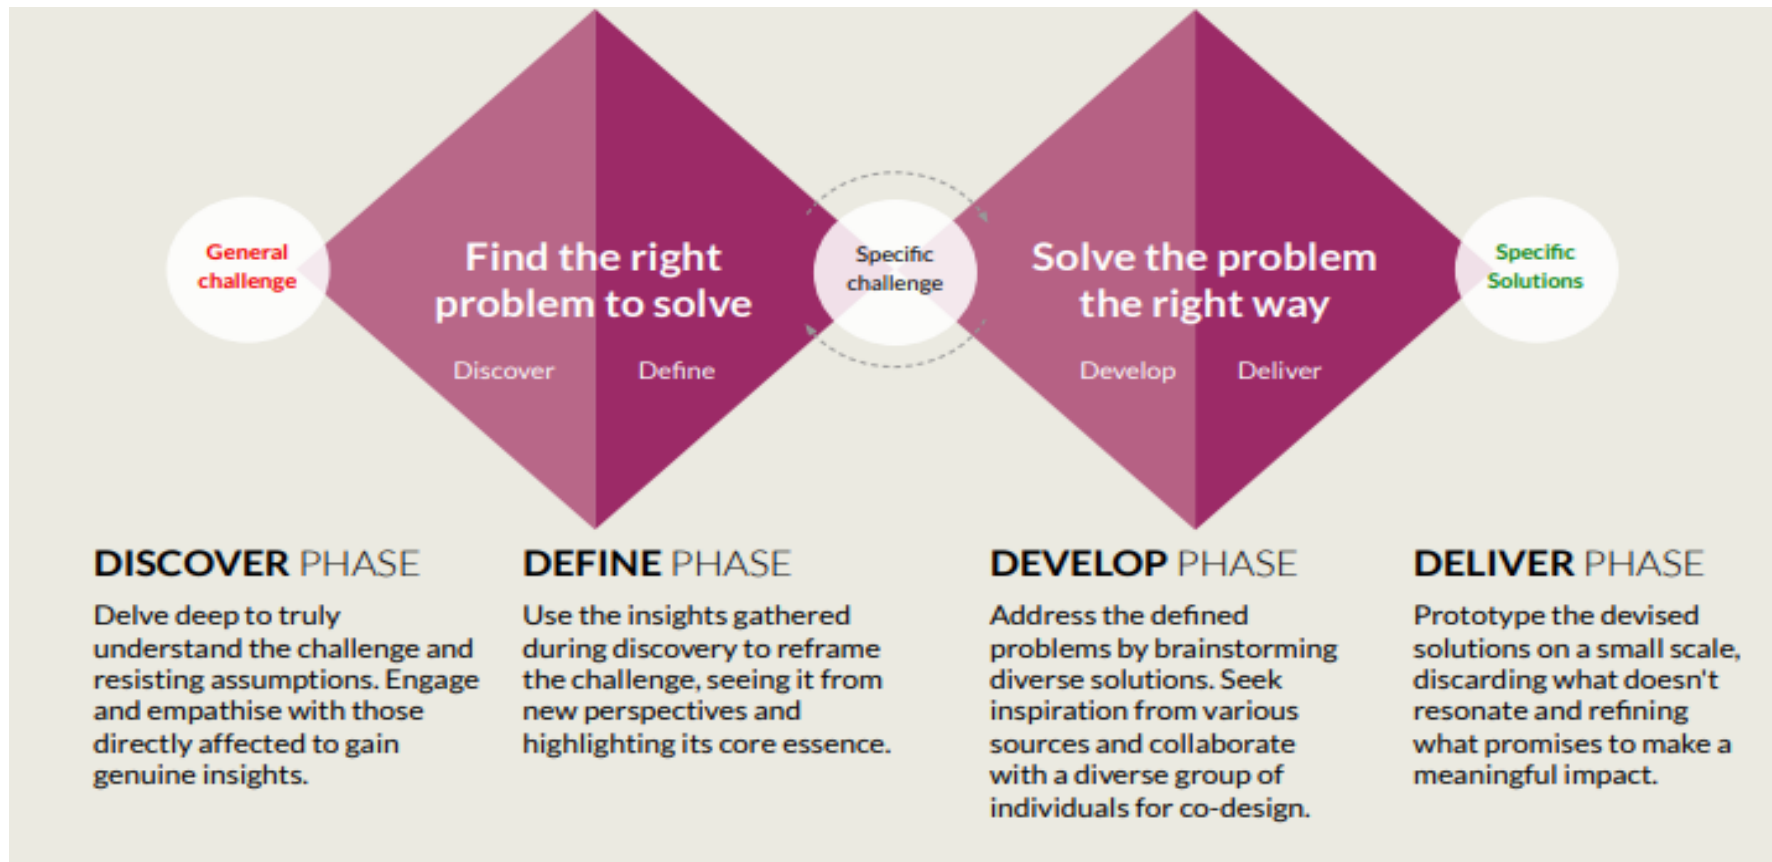 General
challenge
Find the right
problem to solve
Discover
Define
Specific
challenge
Solve the problem
the right way
Develop
Deliver
Specific
Solutions
DISCOVER PHASE
Delve deep to truly
understand the challenge and
resisting assumptions. Engage
and empathise with those
directly affected to gain
genuine insights.
DEFINE PHASE
Use the insights gathered
during discovery to reframe
the challenge, seeing it from
new perspectives and
highlighting its core essence.
DEVELOP PHASE
Address the defined
problems by brainstorming
diverse solutions. Seek
inspiration from various
sources and collaborate
with a diverse group of
individuals for co-design.
DELIVER PHASE
Prototype the devised
solutions on a small scale,
discarding what doesn't
resonate and refining
what promises to make a
meaningful impact.